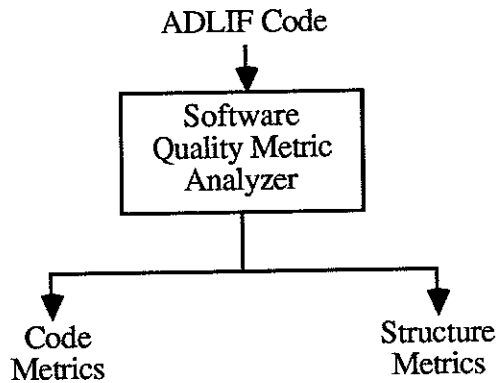 ADLIF Code
Software
Quality Metric
Analyzer
Code
Metrics
Structure
Metrics